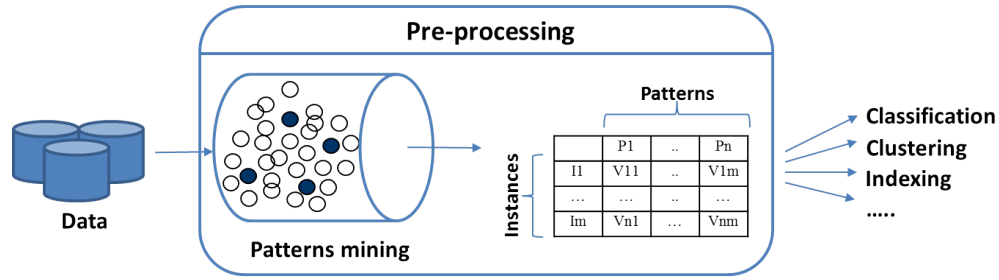 Pre-processing
Data
Patterns mining
Patterns
Instances
P1 .. Pn
I1 V11 .. V1m
... ... .. ...
Im Vn1 ... Vnm
Classification
Clustering
Indexing
.....